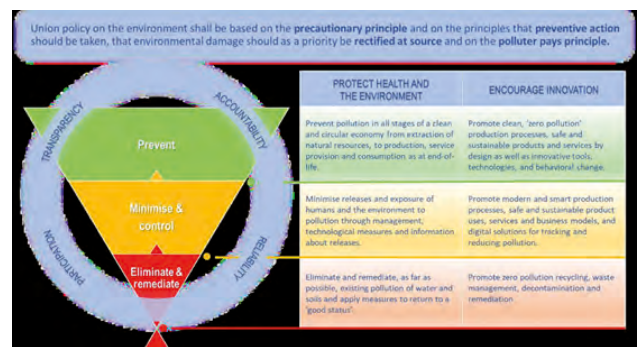 Union policy on the environment shall be based on the precautionary principle and on the principles that preventive action
should be taken, that environmental damage should as a priority be rectified at source and on the polluter pays principle.
TRANSPARENCY
ACCOUNTABILITY
PARTICIPATION
RELIABILITY
Prevent
Minimise &
control
Eliminate &
remediate
PROTECT HEALTH AND
THE ENVIRONMENT
ENCOURAGE INNOVATION
Prevent pollution in all stages of a clean
and circular economy from extraction of
natural resources, to production, service
provision and consumption as at end-of-
life.
Promote clean, 'zero pollution'
production processes, safe and
sustainable products and services by
design as well as innovative tools,
technologies, and behavioral change.
Minimise releases and exposure of
humans and the environment to
pollution through management,
technological measures and information
about releases.
Promote modern and smart production
processes, safe and sustainable product
uses, services and business models, and
digital solutions for tracking and
reducing pollution.
Eliminate and remediate, as far as
possible, existing pollution of water and
soils and apply measures to return to a
'good status'.
Promote zero pollution recycling, waste
management, decontamination and
remediation